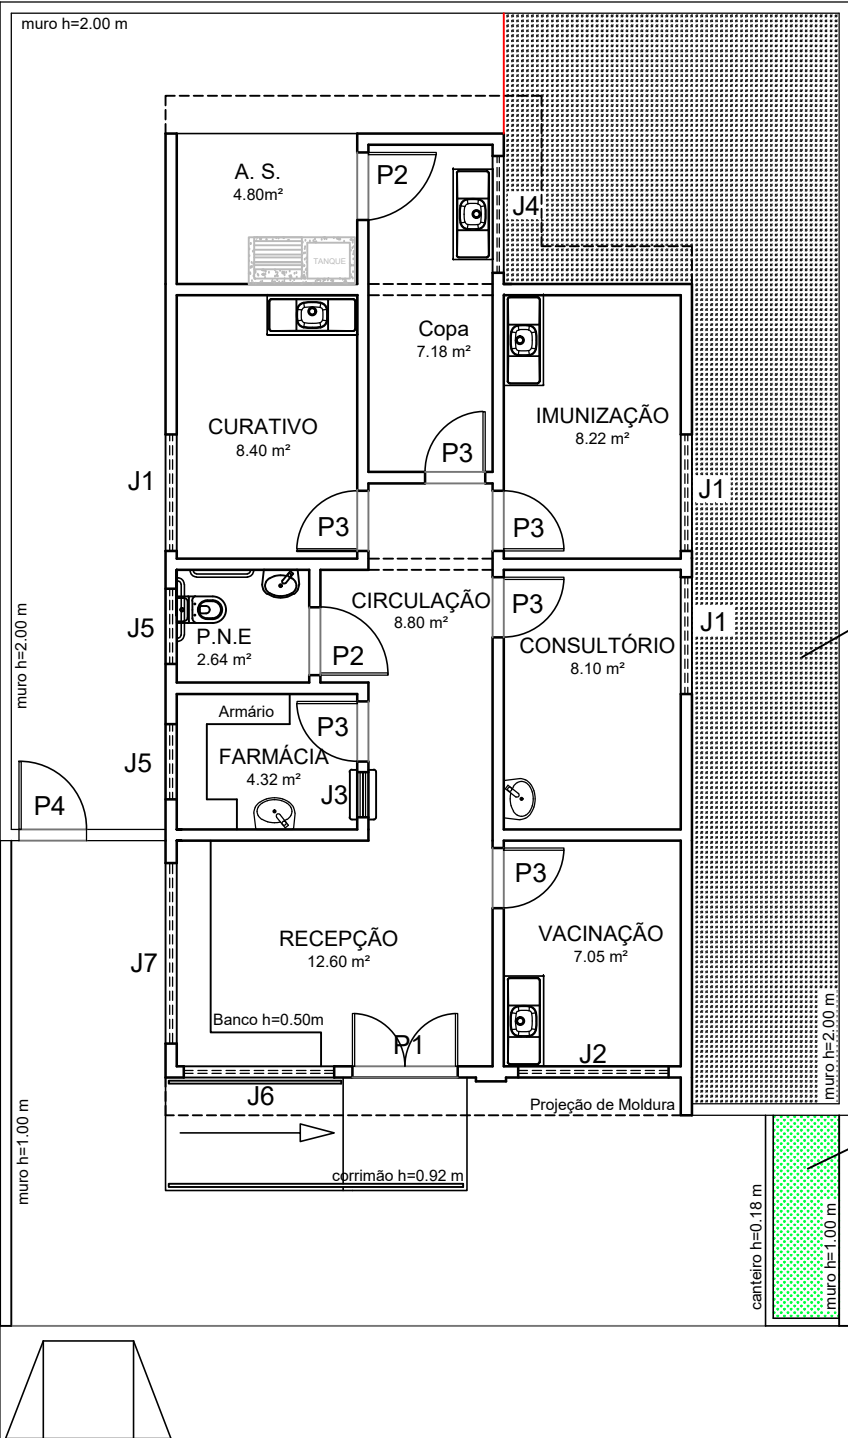 muro h=2.00 m
A. S.
4.80m²
P2
J4
TANQUE
Copa
7.18 m²
CURATIVO
8.40 m²
IMUNIZAÇÃO
8.22 m²
P3
J1
J1
P3
P3
CIRCULAÇÃO
8.80 m²
P3
J5
P.N.E
2.64 m²
P2
J1
CONSULTÓRIO
8.10 m²
muro h=2.00 m
Armário
P3
FARMÁCIA
4.32 m²
J5
J3
P4
P3
RECEPÇÃO
12.60 m²
VACINAÇÃO
7.05 m²
J7
Banco h=0.50m
P1
J2
muro h=2.00 m
J6
Projeção de Moldura
muro h=1.00 m
corrimão h=0.92 m
canteiro h=0.18 m
muro h=1.00 m